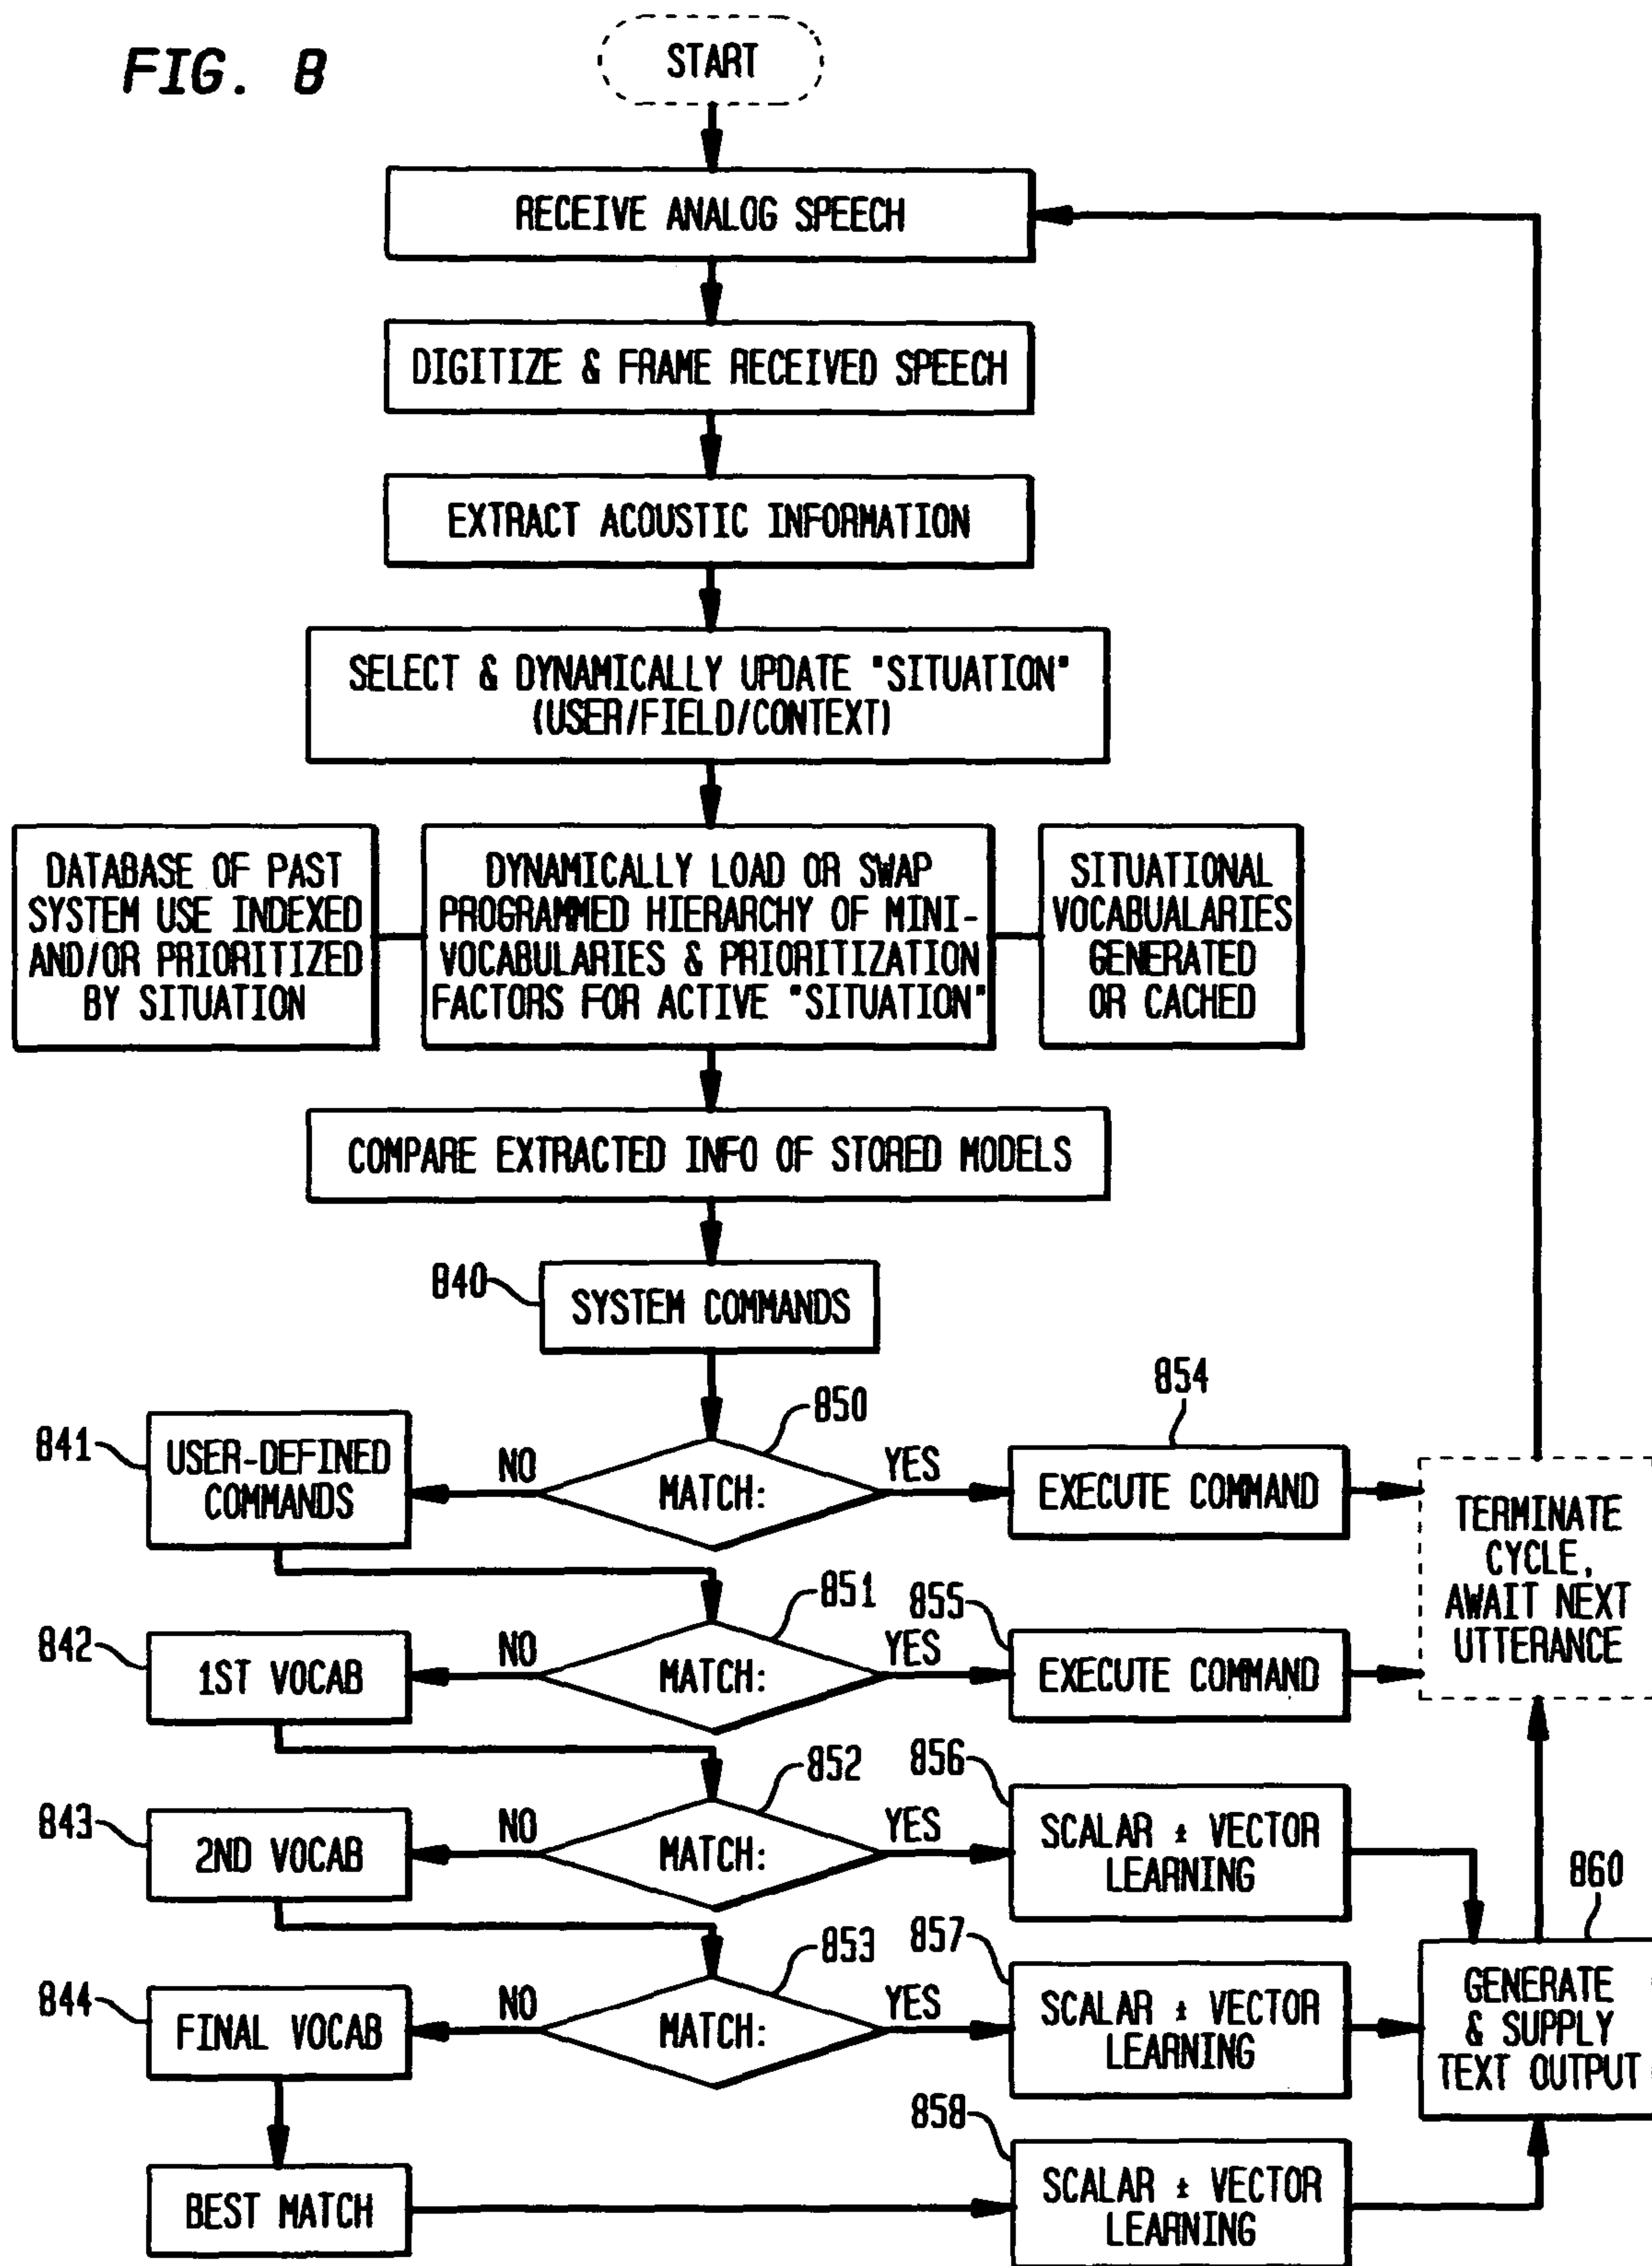 FIG. 8
START
RECEIVE ANALOG SPEECH
DIGITIZE & FRAME RECEIVED SPEECH
EXTRACT ACOUSTIC INFORMATION
SELECT & DYNAMICALLY UPDATE "SITUATION"
(USER/FIELD/CONTEXT)
DATABASE OF PAST
SYSTEM USE INDEXED
AND/OR PRIORITIZED
BY SITUATION
DYNAMICALLY LOAD OR SWAP
PROGRAMMED HIERARCHY OF MINI-
VOCABULARIES & PRIORITIZATION
FACTORS FOR ACTIVE "SITUATION"
SITUATIONAL
VOCABUALARIES
GENERATED
OR CACHED
COMPARE EXTRACTED INFO OF STORED MODELS
840
SYSTEM COMMANDS
841
USER-DEFINED
COMMANDS
NO
850
MATCH:
YES
854
EXECUTE COMMAND
TERMINATE
CYCLE,
AWAIT NEXT
UTTERANCE
842
1ST VOCAB
NO
851
MATCH:
YES
855
EXECUTE COMMAND
843
2ND VOCAB
NO
852
MATCH:
YES
856
SCALAR ± VECTOR
LEARNING
844
FINAL VOCAB
NO
853
MATCH:
YES
857
SCALAR ± VECTOR
LEARNING
860
GENERATE
& SUPPLY
TEXT OUTPUT
BEST MATCH
858
SCALAR ± VECTOR
LEARNING